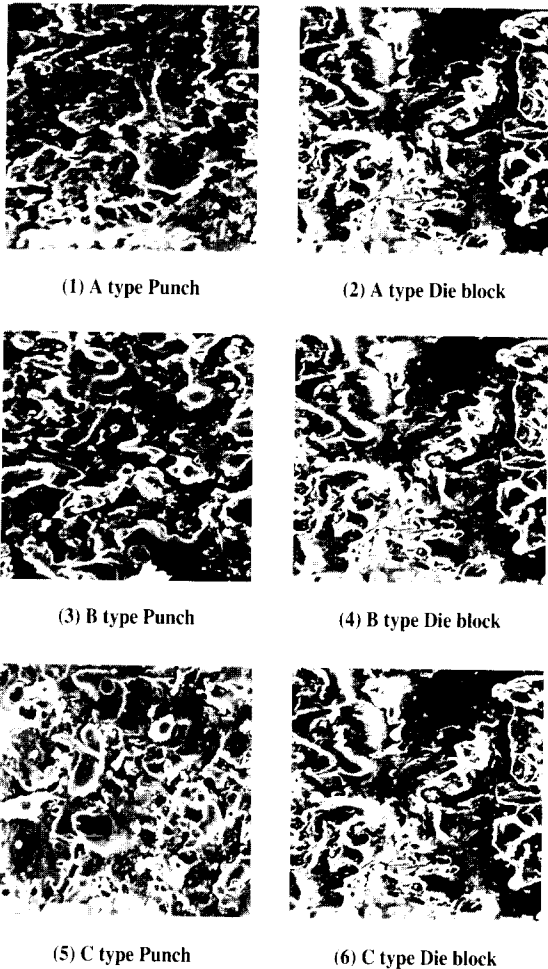 (1) A type Punch
(2) A type Die block
(3) B type Punch
(4) B type Die block
(5) C type Punch
(6) C type Die block